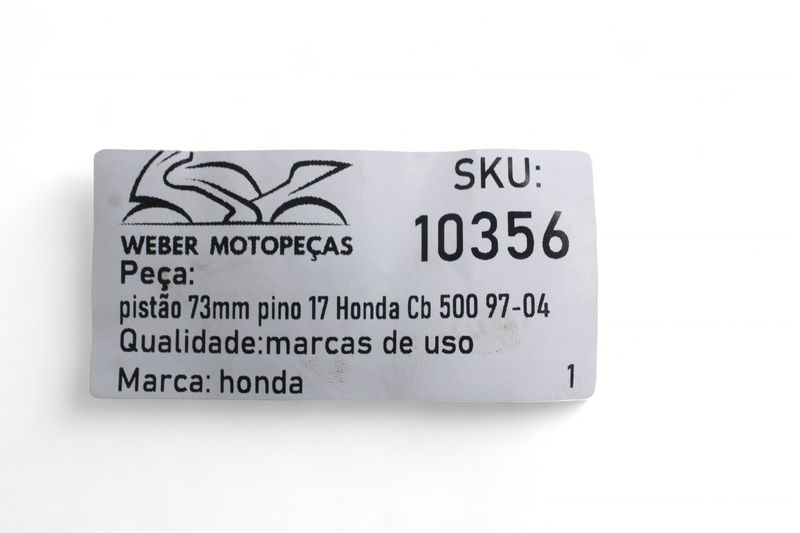 WEBER MOTOPEÇAS
SKU:
10356
Peça:
pistão 73mm pino 17 Honda Cb 500 97-04
Qualidade:marcas de uso
Marca: honda
1